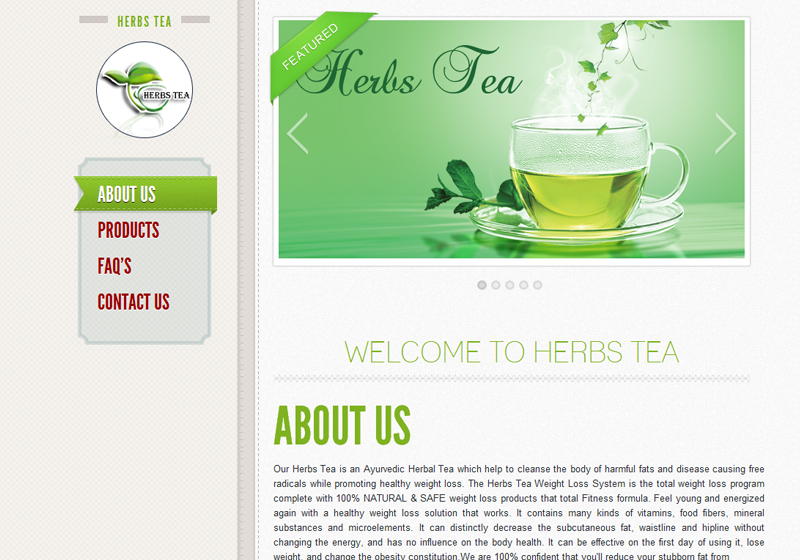 HERBS TEA
HERBS TEA
ABOUT US
PRODUCTS
FAQ'S
CONTACT US
FEATURED
Herbs Tea
WELCOME TO HERBS TEA
ABOUT US
Our Herbs Tea is an Ayurvedic Herbal Tea which help to cleanse the body of harmful fats and disease causing free
radicals while promoting healthy weight loss. The Herbs Tea Weight Loss System is the total weight loss program
complete with 100% NATURAL & SAFE weight loss products that total Fitness formula. Feel young and energized
again with a healthy weight loss solution that works. It contains many kinds of vitamins, food fibers, mineral
substances and microelements. It can distinctly decrease the subcutaneous fat, waistline and hipline without
changing the energy, and has no influence on the body health. It can be effective on the first day of using it, lose
weight, and change the obesity constitution.We are 100% confident that you'll reduce your stubborn fat from